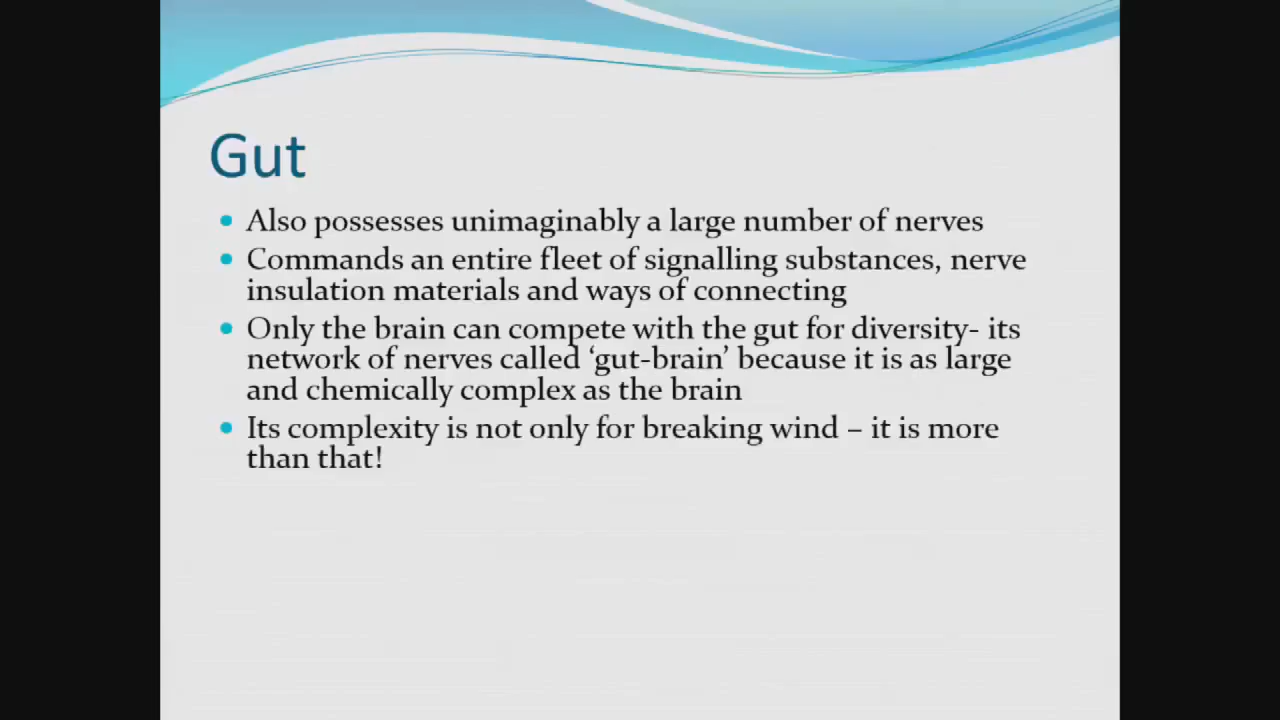 Gut
• Also possesses unimaginably a large number of nerves
• Commands an entire fleet of signalling substances, nerve
insulation materials and ways of connecting
• Only the brain can compete with the gut for diversity- its
network of nerves called ‘gut-brain’ because it is as large
and chemically complex as the brain
• Its complexity is not only for breaking wind – it is more
than that!